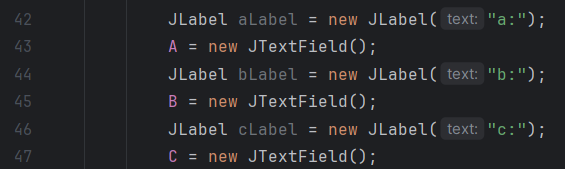 42 JLabel aLabel = new JLabel( text: "a:");
43 A = new JTextField();
44 JLabel bLabel = new JLabel( text: "b:");
45 B = new JTextField();
46 JLabel cLabel = new JLabel( text: "c:");
47 C = new JTextField();